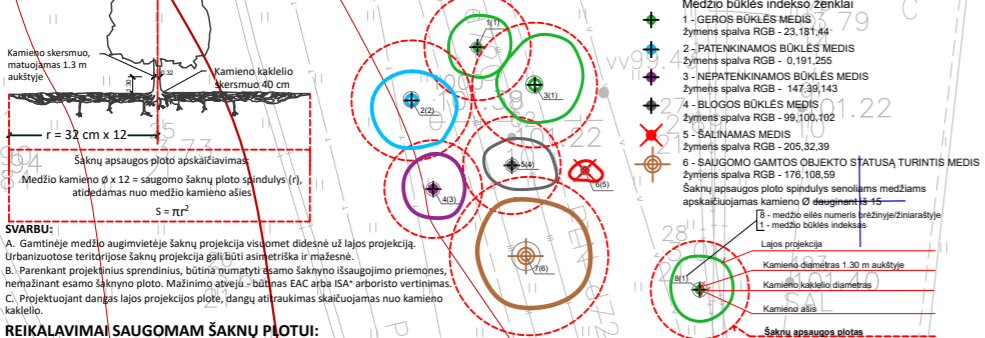 Kamieno skersmuo,
matuojamas 1.3 m
aukštyje
0.32
1.30
Kamieno kaklelio
skersmuo 40 cm
r = 32 cm x 12
Šaknų apsaugos ploto apskaičiavimas:
Medžio kamieno Ø x 12 = saugomo šaknų ploto spindulys (r),
atidedamas nuo medžio kamieno ašies
S = πr²
SVARBU:
A. Gamtinėje medžio augimvietėje šaknų projekcija visuomet didesnė už lajos projekciją.
Urbanizuotose teritorijose šaknų projekcija gali būti asimetriška ir mažesnė.
B. Parenkant projektinius sprendinius, būtina numatyti esamo šaknyno išsaugojimo priemones,
nemažinant esamo šaknyno ploto. Mažinimo atveju - būtinas EAC arba ISA* arboristo vertinimas.
C. Projektuojant dangas lajos projekcijos plote, dangų atitraukimas skaičiuojamas nuo kamieno
kaklelio.
REIKALAVIMAI SAUGOMAM ŠAKNŲ PLOTUI:
1(1)
2(2)
3(1)
4(3)
5(4)
6(5)
7(6)
101.22
Medžio būklės indekso ženklai
1 - GEROS BŪKLĖS MEDIS
žymens spalva RGB - 23,181,44
2 - PATENKINAMOS BŪKLĖS MEDIS
žymens spalva RGB - 0,191,255
3 - NEPATENKINAMOS BŪKLĖS MEDIS
žymens spalva RGB - 147,39,143
4 - BLOGOS BŪKLĖS MEDIS
žymens spalva RGB - 99,100,102
5 - ŠALINAMAS MEDIS
žymens spalva RGB - 205,32,39
6 - SAUGOMO GAMTOS OBJEKTO STATUSĄ TURINTIS MEDIS
žymens spalva RGB - 176,108,59
Šaknų apsaugos ploto spindulys senoliams medžiams
apskaičiuojamas kamieno Ø dauginant iš 15
8 - medžio eilės numeris brėžinyje/žiniaraštyje
1 - medžio būklės indeksas
8(1)
Lajos projekcija
Kamieno diametras 1.30 m aukštyje
Kamieno kaklelio diametras
Kamieno ašis
Šaknų apsaugos plotas